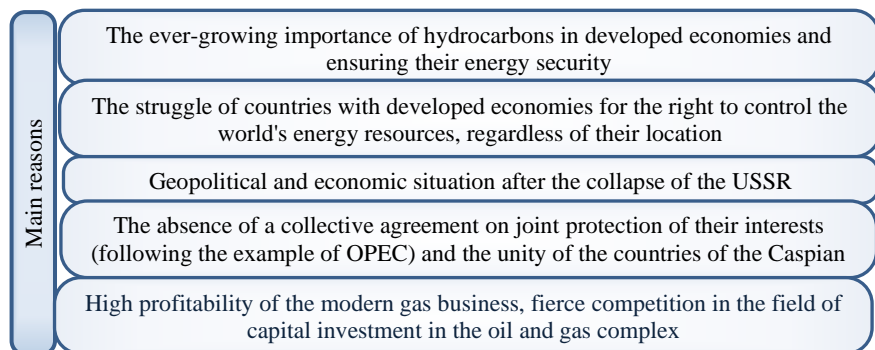 Main reasons
The ever-growing importance of hydrocarbons in developed economies and
ensuring their energy security
The struggle of countries with developed economies for the right to control the
world's energy resources, regardless of their location
Geopolitical and economic situation after the collapse of the USSR
The absence of a collective agreement on joint protection of their interests
(following the example of OPEC) and the unity of the countries of the Caspian
High profitability of the modern gas business, fierce competition in the field of
capital investment in the oil and gas complex